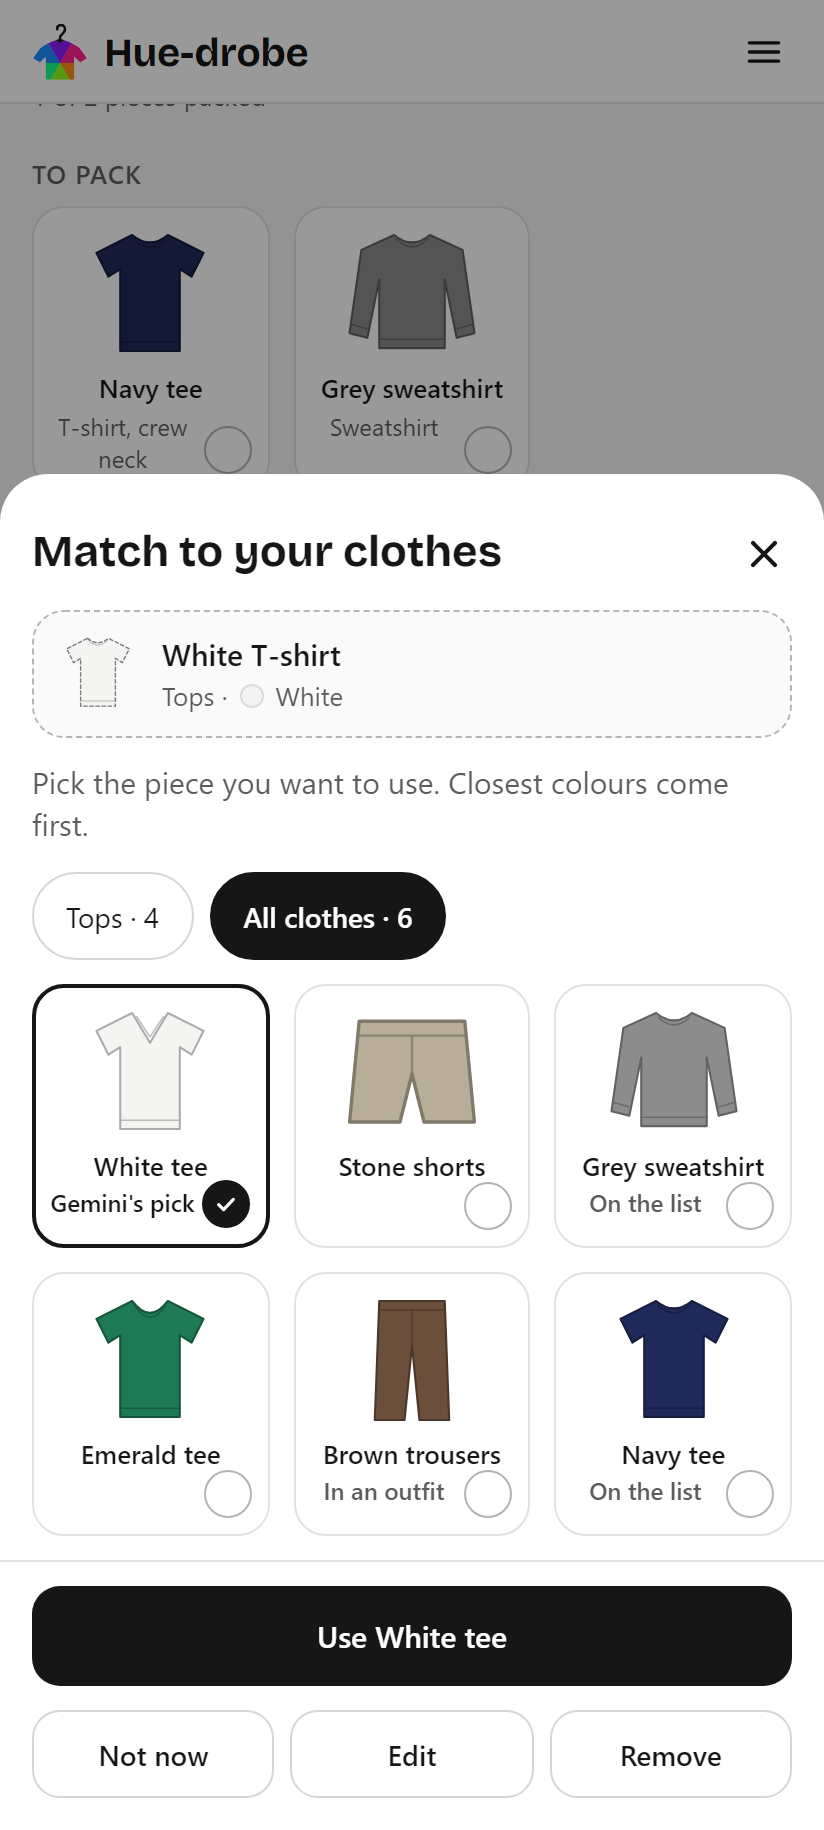 Hue-drobe
TO PACK
Navy tee
T-shirt, crew
neck
Grey sweatshirt
Sweatshirt
Match to your clothes
White T-shirt
Tops · White
Pick the piece you want to use. Closest colours come
first.
Tops · 4
All clothes · 6
White tee
Gemini's pick
Stone shorts
Grey sweatshirt
On the list
Emerald tee
Brown trousers
In an outfit
Navy tee
On the list
Use White tee
Not now
Edit
Remove